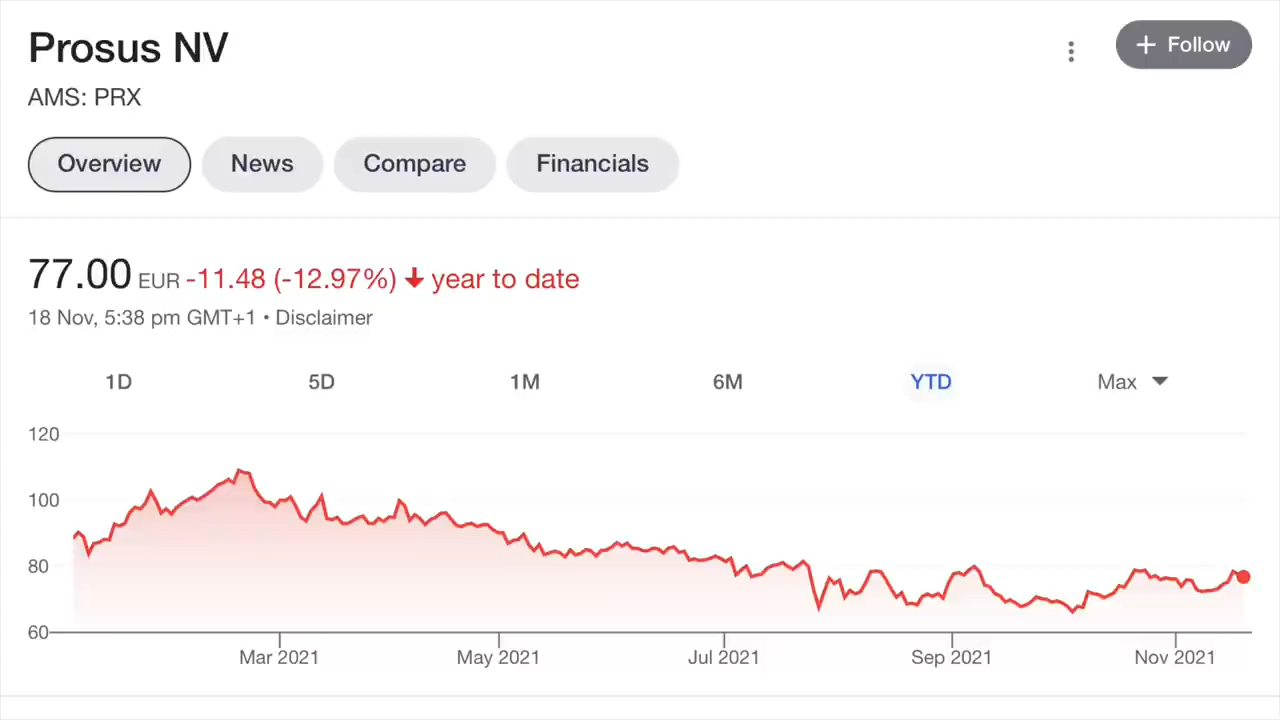 Prosus NV
+ Follow
AMS: PRX
Overview News Compare Financials
77.00 EUR -11.48 (-12.97%) ↓ year to date
18 Nov, 5:38 pm GMT+1 • Disclaimer
1D 5D 1M 6M YTD Max
120
100
80
60
Mar 2021 May 2021 Jul 2021 Sep 2021 Nov 2021